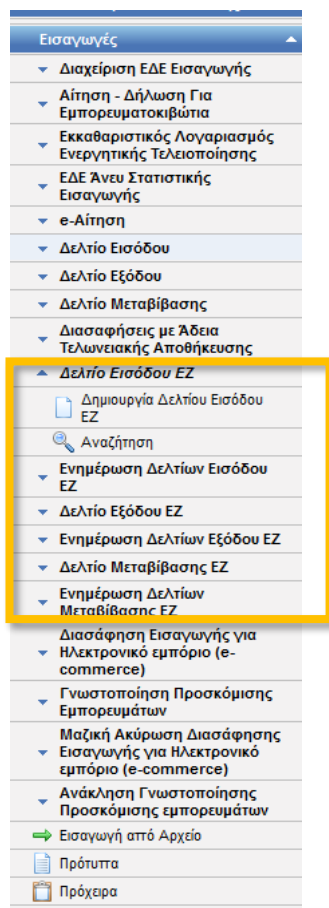 Εισαγωγές
Διαχείριση ΕΔΕ Εισαγωγής
Αίτηση - Δήλωση Για
Εμπορευματοκιβώτια
Εκκαθαριστικός Λογαριασμός
Ενεργητικής Τελειοποίησης
ΕΔΕ Άνευ Στατιστικής
Εισαγωγής
e-Αίτηση
Δελτίο Εισόδου
Δελτίο Εξόδου
Δελτίο Μεταβίβασης
Διασαφήσεις με Άδεια
Τελωνειακής Αποθήκευσης
Δελτίο Εισόδου ΕΖ
Δημιουργία Δελτίου Εισόδου
ΕΖ
Αναζήτηση
Ενημέρωση Δελτίων Εισόδου
ΕΖ
Δελτίο Εξόδου ΕΖ
Ενημέρωση Δελτίων Εξόδου ΕΖ
Δελτίο Μεταβίβασης ΕΖ
Ενημέρωση Δελτίων
Μεταβίβασης ΕΖ
Διασάφηση Εισαγωγής για
Ηλεκτρονικό εμπόριο (e-
commerce)
Γνωστοποίηση Προσκόμισης
Εμπορευμάτων
Μαζική Ακύρωση Διασάφησης
Εισαγωγής για Ηλεκτρονικό
εμπόριο (e-commerce)
Ανάκληση Γνωστοποίησης
Προσκόμισης εμπορευμάτων
Εισαγωγή από Αρχείο
Πρότυπα
Πρόχειρα